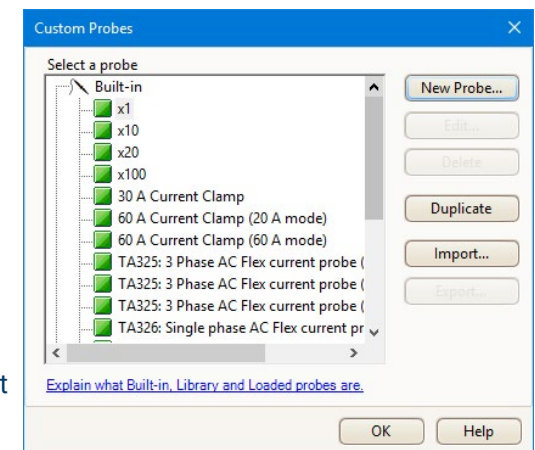 Custom Probes
Select a probe
Built-in
x1
x10
x20
x100
30 A Current Clamp
60 A Current Clamp (20 A mode)
60 A Current Clamp (60 A mode)
TA325: 3 Phase AC Flex current probe (
TA325: 3 Phase AC Flex current probe (
TA325: 3 Phase AC Flex current probe (
TA326: Single phase AC Flex current pr
New Probe...
Edit...
Delete
Duplicate
Import...
Export...
t
Explain what Built-in, Library and Loaded probes are.
OK
Help